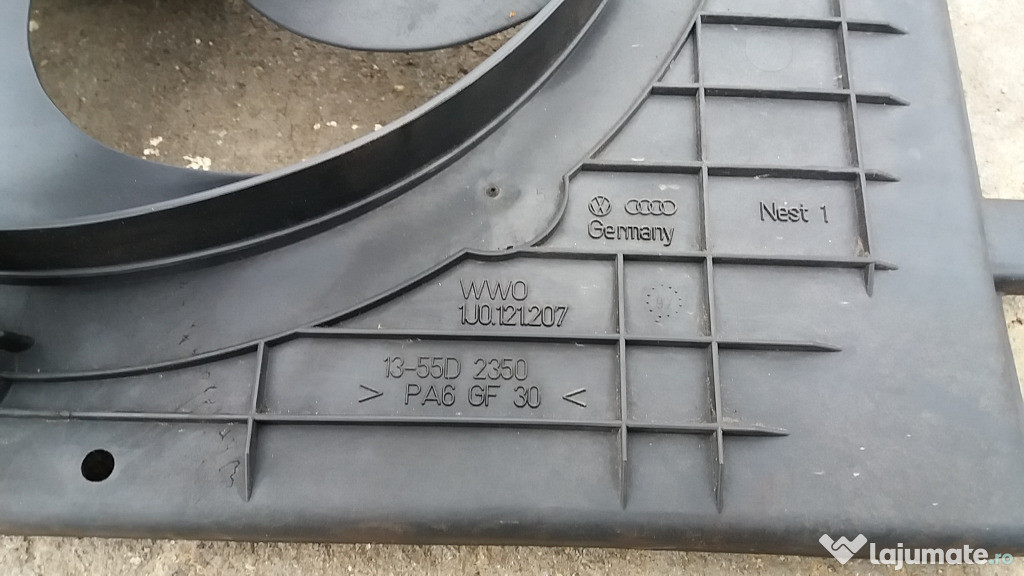 Germany
Nest 1
WWO
1J0.121.207
13-55D 2350
> PA6 GF 30 <
lajumate.ro